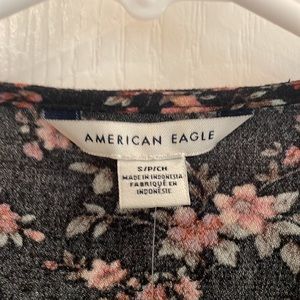 AMERICAN EAGLE
S/P/CH
MADE IN INDONESIA
FABRIQUÉ EN
INDONÉSIE